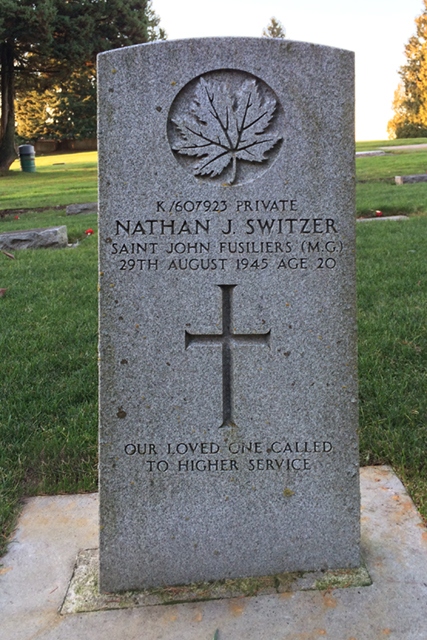 K/607923 PRIVATE
NATHAN J. SWITZER
SAINT JOHN FUSILIERS (M.G.)
29TH AUGUST 1945 AGE 20
OUR LOVED ONE CALLED
TO HIGHER SERVICE